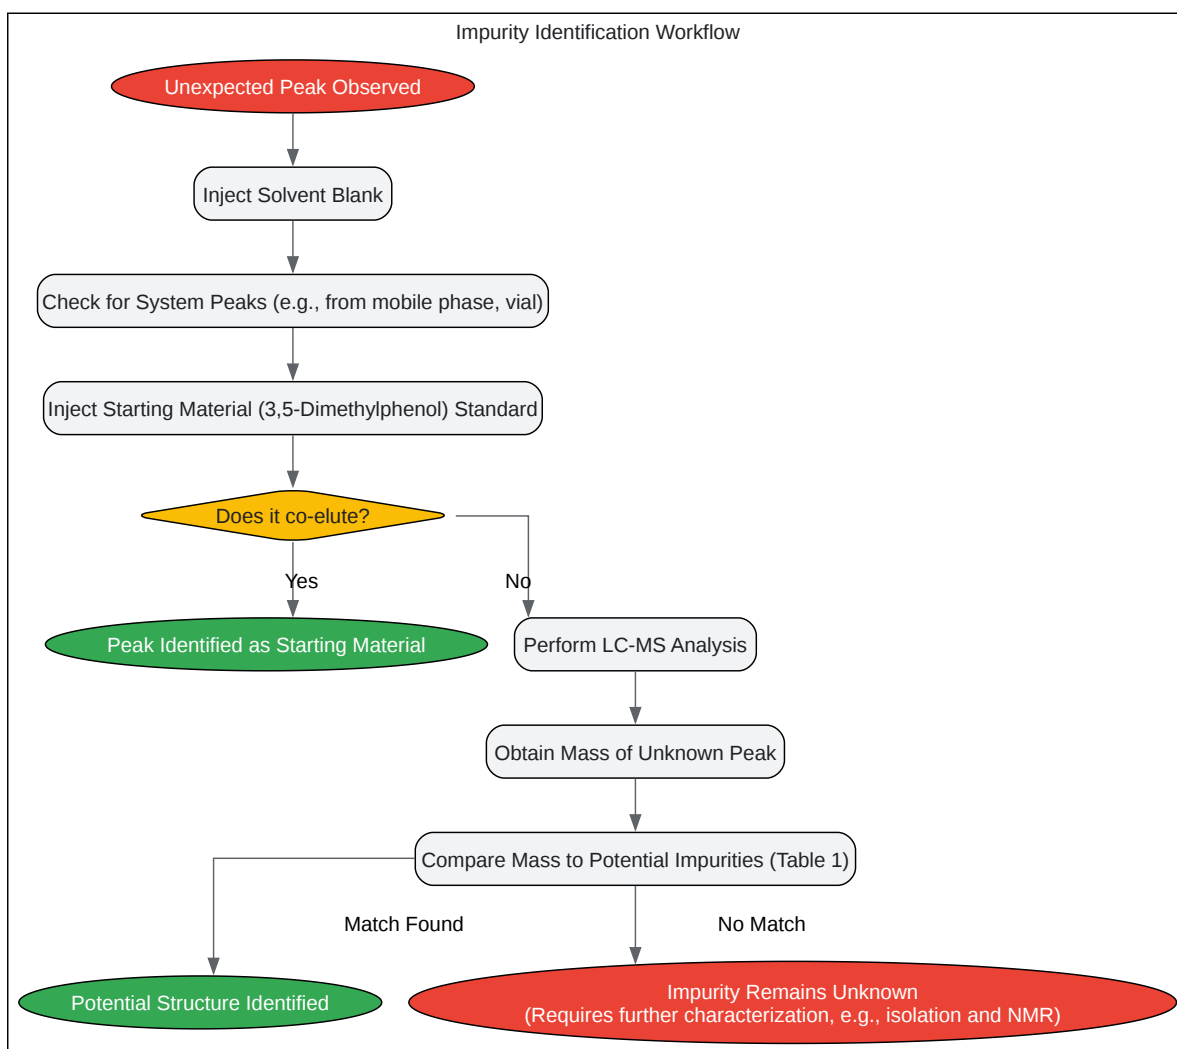 Impurity Identification Workflow
Unexpected Peak Observed
Inject Solvent Blank
Check for System Peaks (e.g., from mobile phase, vial)
Inject Starting Material (3,5-Dimethylphenol) Standard
Does it co-elute?
Yes
No
Peak Identified as Starting Material
Perform LC-MS Analysis
Obtain Mass of Unknown Peak
Compare Mass to Potential Impurities (Table 1)
Match Found
No Match
Potential Structure Identified
Impurity Remains Unknown
(Requires further characterization, e.g., isolation and NMR)